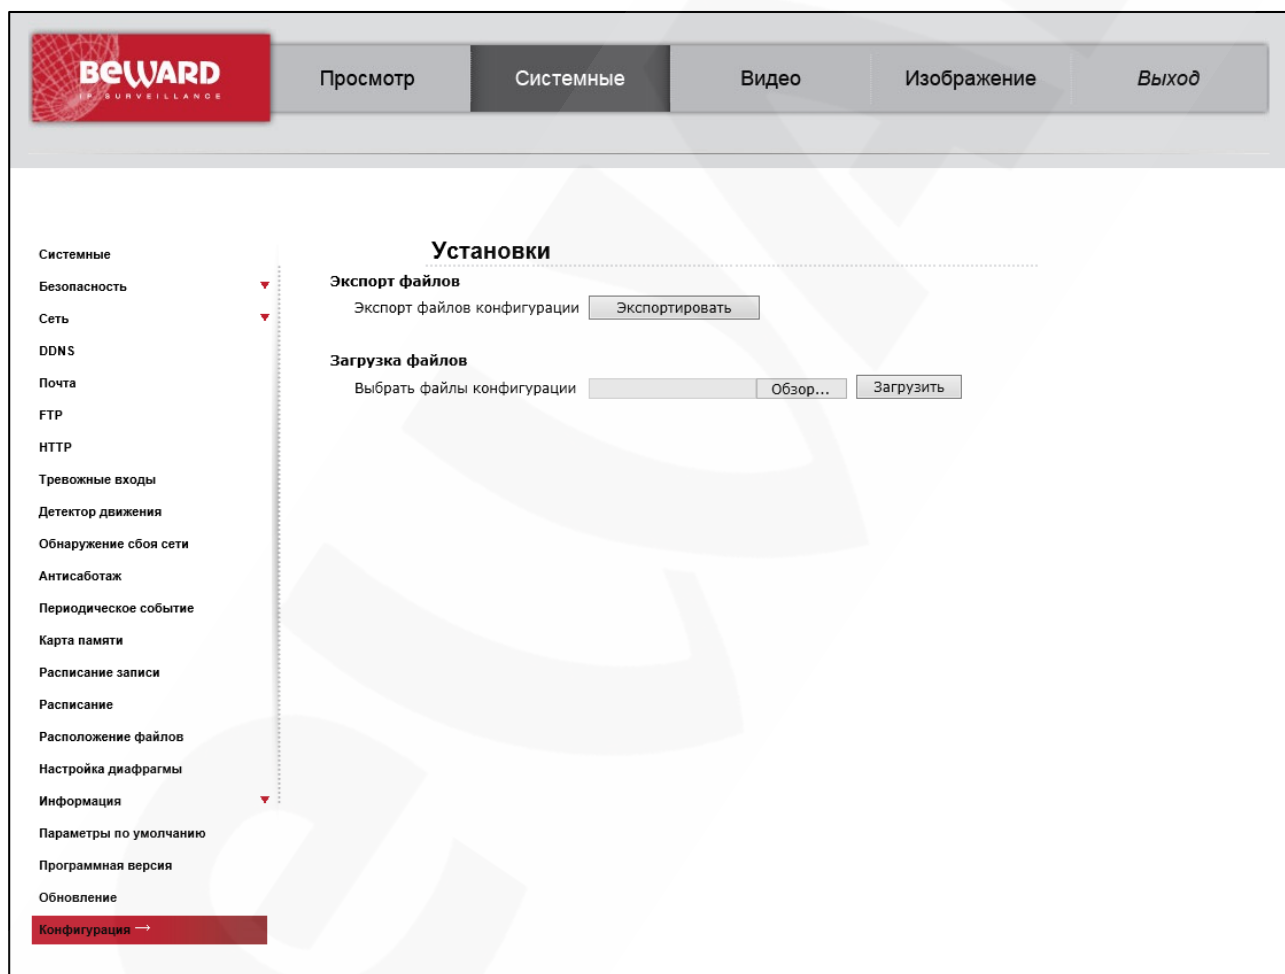 BEWARD
IP SURVEILLANCE
Просмотр
Системные
Видео
Изображение
Выход
Системные
Безопасность
Сеть
DDNS
Почта
FTP
HTTP
Тревожные входы
Детектор движения
Обнаружение сбоя сети
Антисаботаж
Периодическое событие
Карта памяти
Расписание записи
Расписание
Расположение файлов
Настройка диафрагмы
Информация
Параметры по умолчанию
Программная версия
Обновление
Конфигурация →
Установки
Экспорт файлов
Экспорт файлов конфигурации Экспортировать
Загрузка файлов
Выбрать файлы конфигурации Обзор... Загрузить